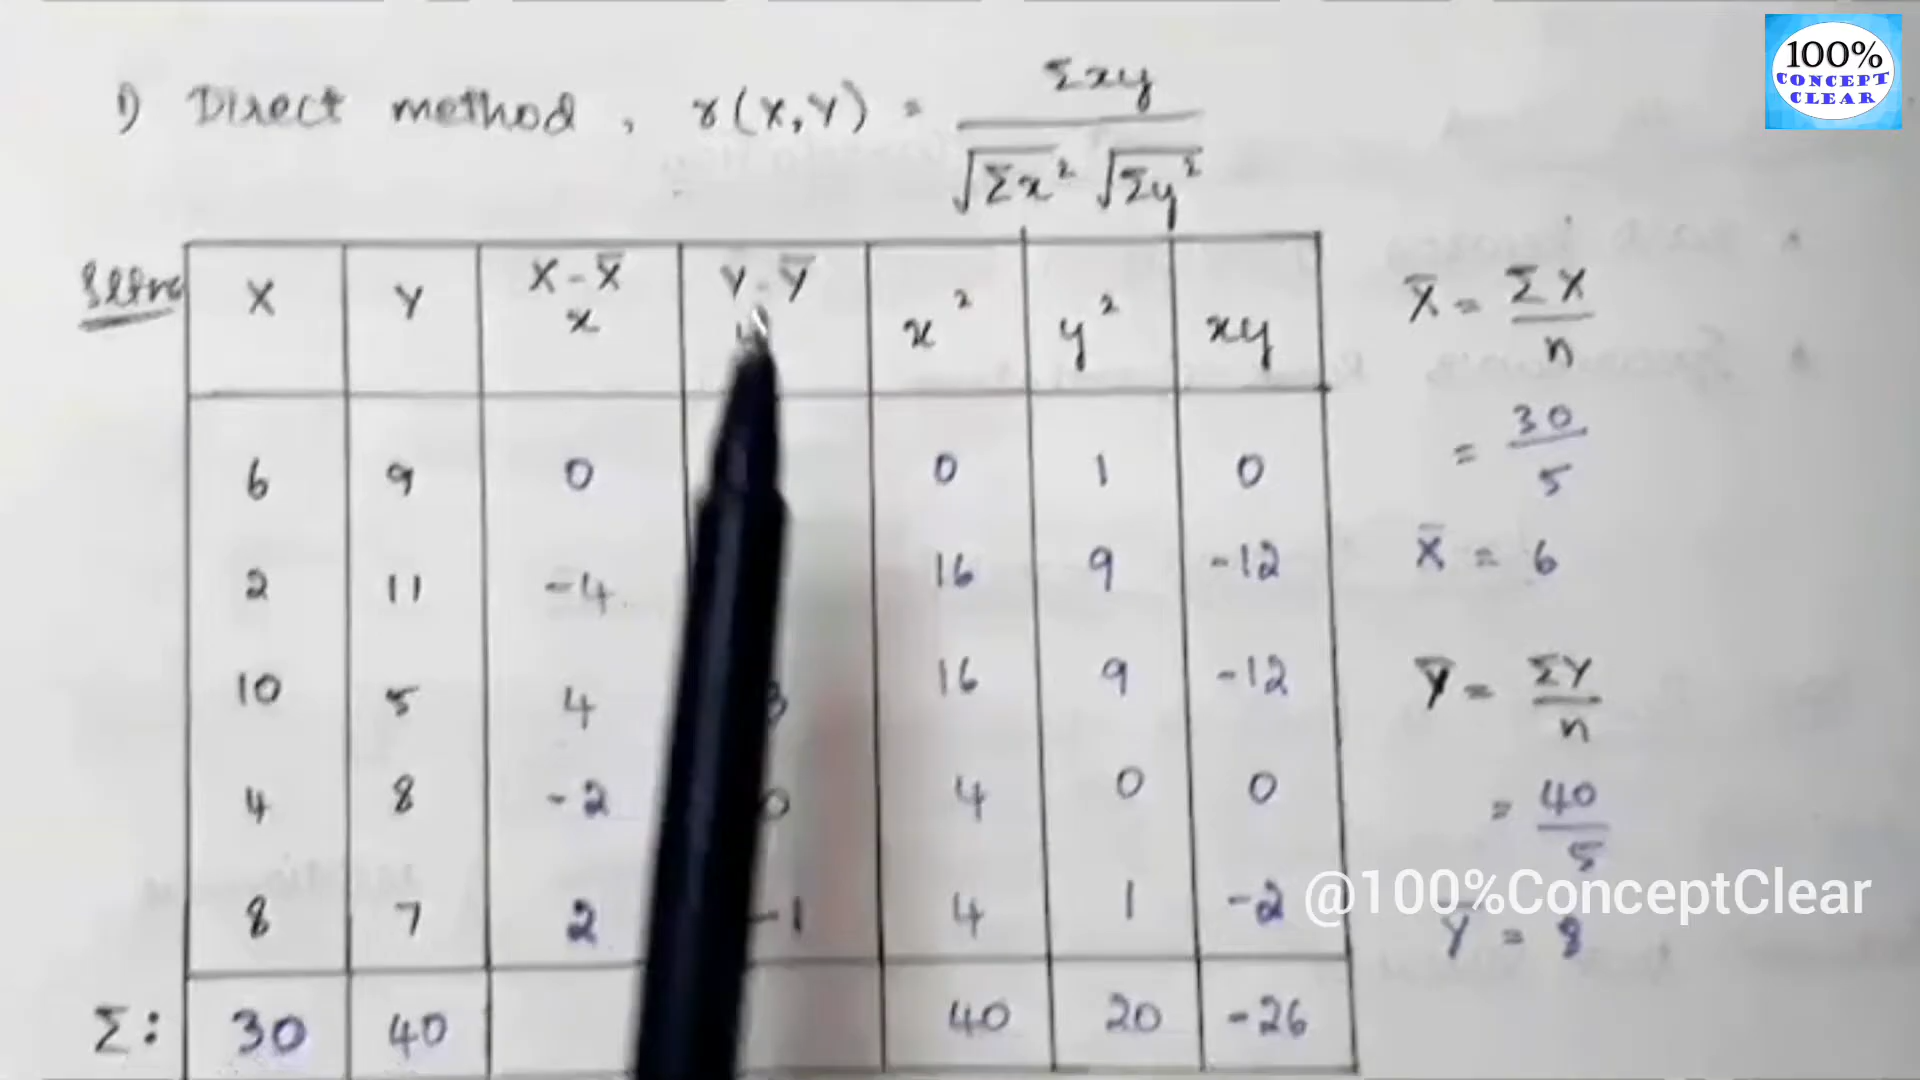 100%
CONCEPT
CLEAR
1) Direct method, r(X,Y) = Σxy
√Σx² √Σy²
X Y X - X̄ Y - Ȳ x² y² xy
x
6 9 0 0 1 0
2 11 -4 16 9 -12
10 5 4 3 16 9 -12
4 8 -2 0 4 0 0
8 7 2 -1 4 1 -2
Σ: 30 40 40 20 -26
X̄ = ΣX
n
= 30
5
X̄ = 6
Ȳ = ΣY
n
= 40
5
@100%ConceptClear
Ȳ = 8